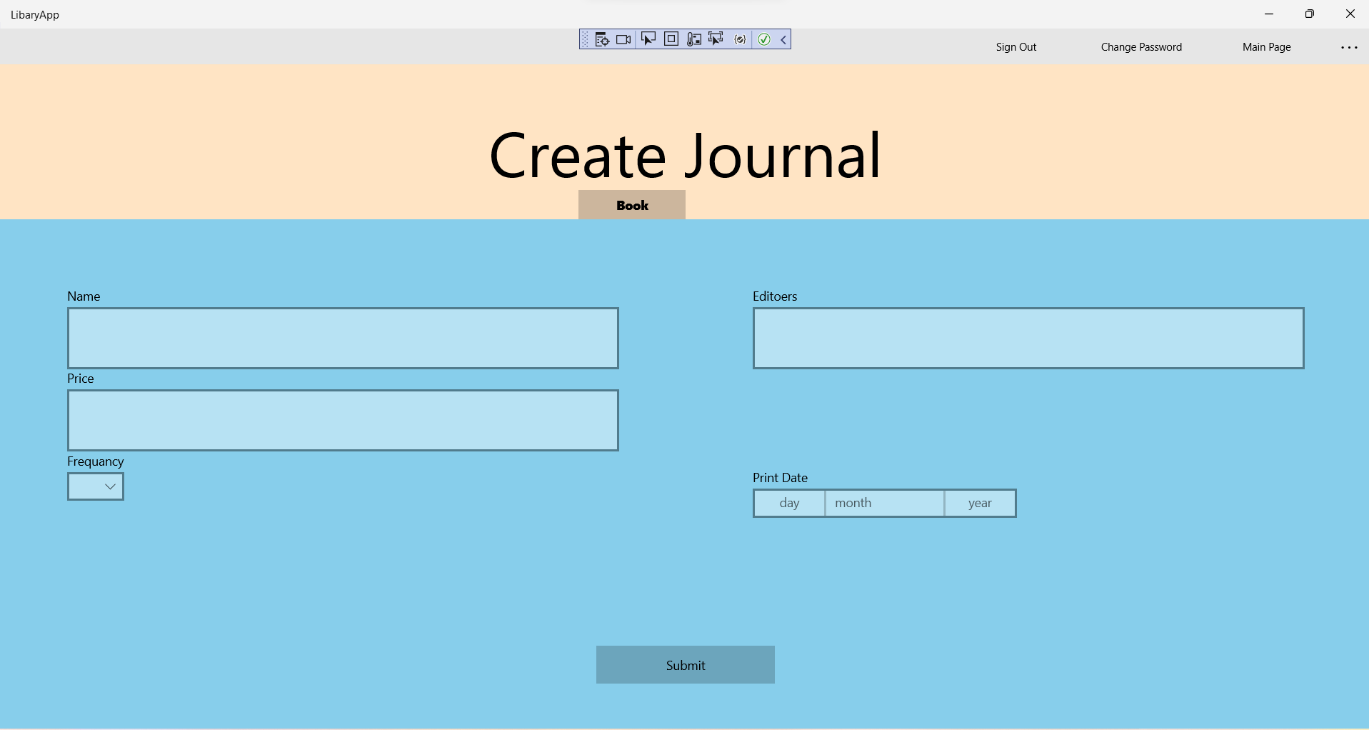 LibaryApp
Sign Out Change Password Main Page
Create Journal
Book
Name Editoers
Price
Frequancy
Print Date
day month year
Submit